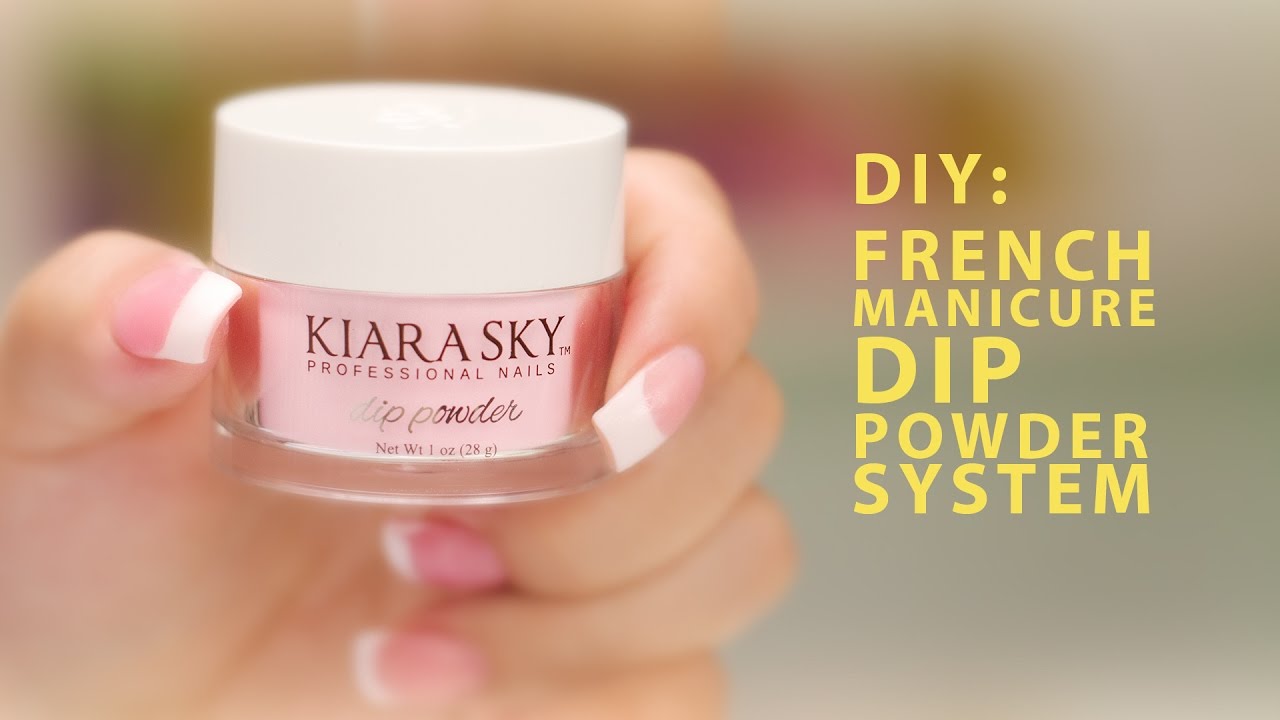 KIARA SKY™
PROFESSIONAL NAILS
dip powder
Net Wt 1 oz (28 g)
DIY:
FRENCH
MANICURE
DIP
POWDER
SYSTEM